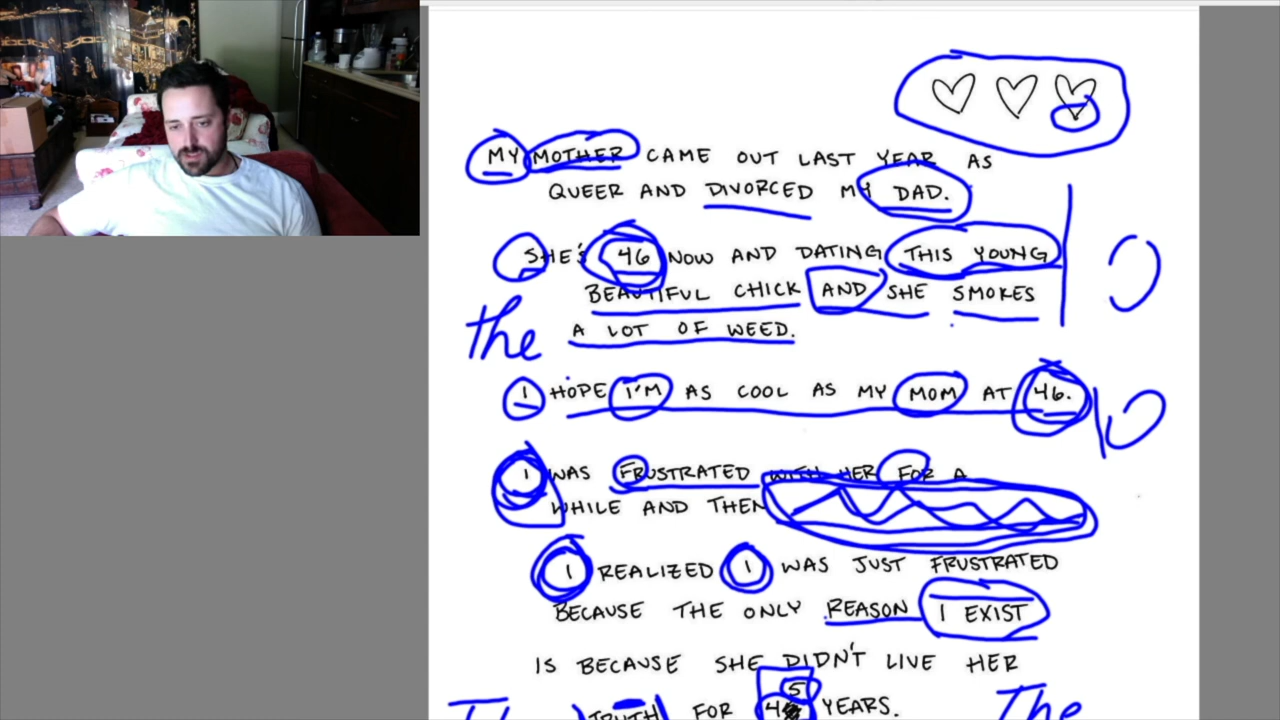 MY MOTHER CAME OUT LAST YEAR AS
QUEER AND DIVORCED MY DAD.
SHE'S 46 NOW AND DATING THIS YOUNG
BEAUTIFUL CHICK AND SHE SMOKES
the
A LOT OF WEED.
I HOPE I'M AS COOL AS MY MOM AT 46.
I WAS FRUSTRATED WITH HER FOR A
WHILE AND THEN
I REALIZED I WAS JUST FRUSTRATED
BECAUSE THE ONLY REASON I EXIST
IS BECAUSE SHE DIDN'T LIVE HER
TRUTH FOR 45 YEARS.
The